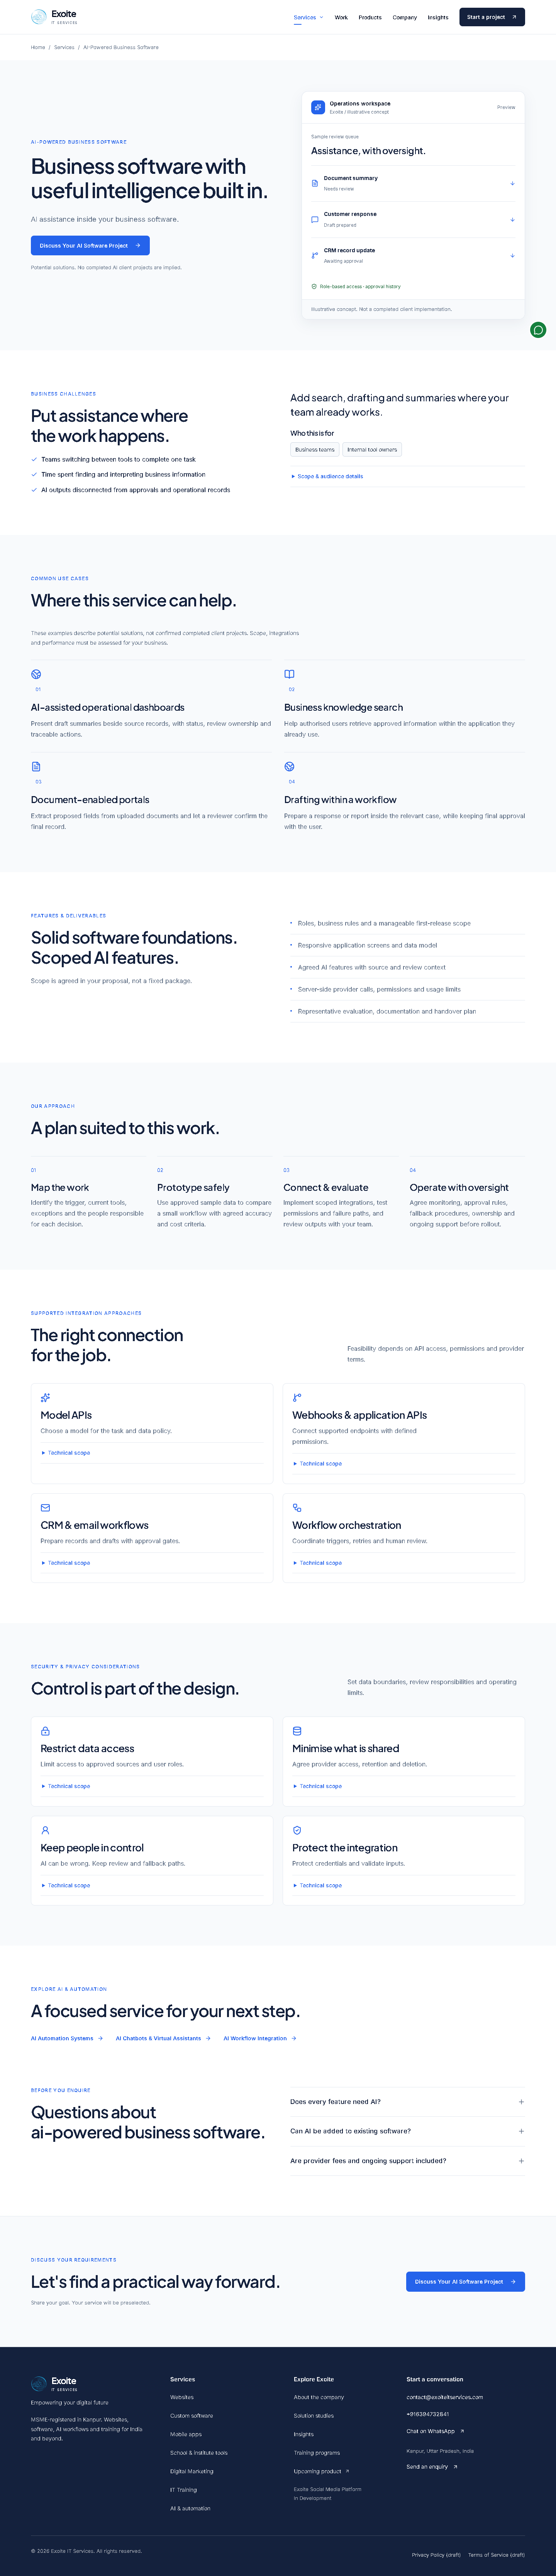 Exoite
IT SERVICES
Services
Work
Products
Company
Insights
Start a project
Home / Services / AI-Powered Business Software
AI-POWERED BUSINESS SOFTWARE
Business software with
useful intelligence built in.
AI assistance inside your business software.
Discuss Your AI Software Project
Potential solutions. No completed AI client projects are implied.
Operations workspace
Exoite / illustrative concept
Preview
Sample review queue
Assistance, with oversight.
Document summary
Needs review
Customer response
Draft prepared
CRM record update
Awaiting approval
Role-based access · approval history
Illustrative concept. Not a completed client implementation.
BUSINESS CHALLENGES
Put assistance where
the work happens.
Teams switching between tools to complete one task
Time spent finding and interpreting business information
AI outputs disconnected from approvals and operational records
Add search, drafting and summaries where your
team already works.
Who this is for
Business teams
Internal tool owners
Scope & audience details
COMMON USE CASES
Where this service can help.
These examples describe potential solutions, not confirmed completed client projects. Scope, integrations
and performance must be assessed for your business.
01
AI-assisted operational dashboards
Present draft summaries beside source records, with status, review ownership and
traceable actions.
02
Business knowledge search
Help authorised users retrieve approved information within the application they
already use.
03
Document-enabled portals
Extract proposed fields from uploaded documents and let a reviewer confirm the
final record.
04
Drafting within a workflow
Prepare a response or report inside the relevant case, while keeping final approval
with the user.
FEATURES & DELIVERABLES
Solid software foundations.
Scoped AI features.
Scope is agreed in your proposal, not a fixed package.
Roles, business rules and a manageable first-release scope
Responsive application screens and data model
Agreed AI features with source and review context
Server-side provider calls, permissions and usage limits
Representative evaluation, documentation and handover plan
OUR APPROACH
A plan suited to this work.
01
Map the work
Identify the trigger, current tools,
exceptions and the people responsible
for each decision.
02
Prototype safely
Use approved sample data to compare
a small workflow with agreed accuracy
and cost criteria.
03
Connect & evaluate
Implement scoped integrations, test
permissions and failure paths, and
review outputs with your team.
04
Operate with oversight
Agree monitoring, approval rules,
fallback procedures, ownership and
ongoing support before rollout.
SUPPORTED INTEGRATION APPROACHES
The right connection
for the job.
Feasibility depends on API access, permissions and provider
terms.
Model APIs
Choose a model for the task and data policy.
Technical scope
Webhooks & application APIs
Connect supported endpoints with defined
permissions.
Technical scope
CRM & email workflows
Prepare records and drafts with approval gates.
Technical scope
Workflow orchestration
Coordinate triggers, retries and human review.
Technical scope
SECURITY & PRIVACY CONSIDERATIONS
Control is part of the design.
Set data boundaries, review responsibilities and operating
limits.
Restrict data access
Limit access to approved sources and user roles.
Technical scope
Minimise what is shared
Agree provider access, retention and deletion.
Technical scope
Keep people in control
AI can be wrong. Keep review and fallback paths.
Technical scope
Protect the integration
Protect credentials and validate inputs.
Technical scope
EXPLORE AI & AUTOMATION
A focused service for your next step.
AI Automation Systems
AI Chatbots & Virtual Assistants
AI Workflow Integration
BEFORE YOU ENQUIRE
Questions about
ai-powered business software.
Does every feature need AI?
Can AI be added to existing software?
Are provider fees and ongoing support included?
DISCUSS YOUR REQUIREMENTS
Let's find a practical way forward.
Share your goal. Your service will be preselected.
Discuss Your AI Software Project
Exoite
IT SERVICES
Empowering your digital future
MSME-registered in Kanpur. Websites,
software, AI workflows and training for India
and beyond.
Services
Websites
Custom software
Mobile apps
School & institute tools
Digital Marketing
IT Training
AI & automation
Explore Exoite
About the company
Solution studies
Insights
Training programs
Upcoming product
Exoite Social Media Platform
In Development
Start a conversation
contact@exoiteitservices.com
+916394732841
Chat on WhatsApp
Kanpur, Uttar Pradesh, India
Send an enquiry
© 2026 Exoite IT Services. All rights reserved.
Privacy Policy (draft)
Terms of Service (draft)